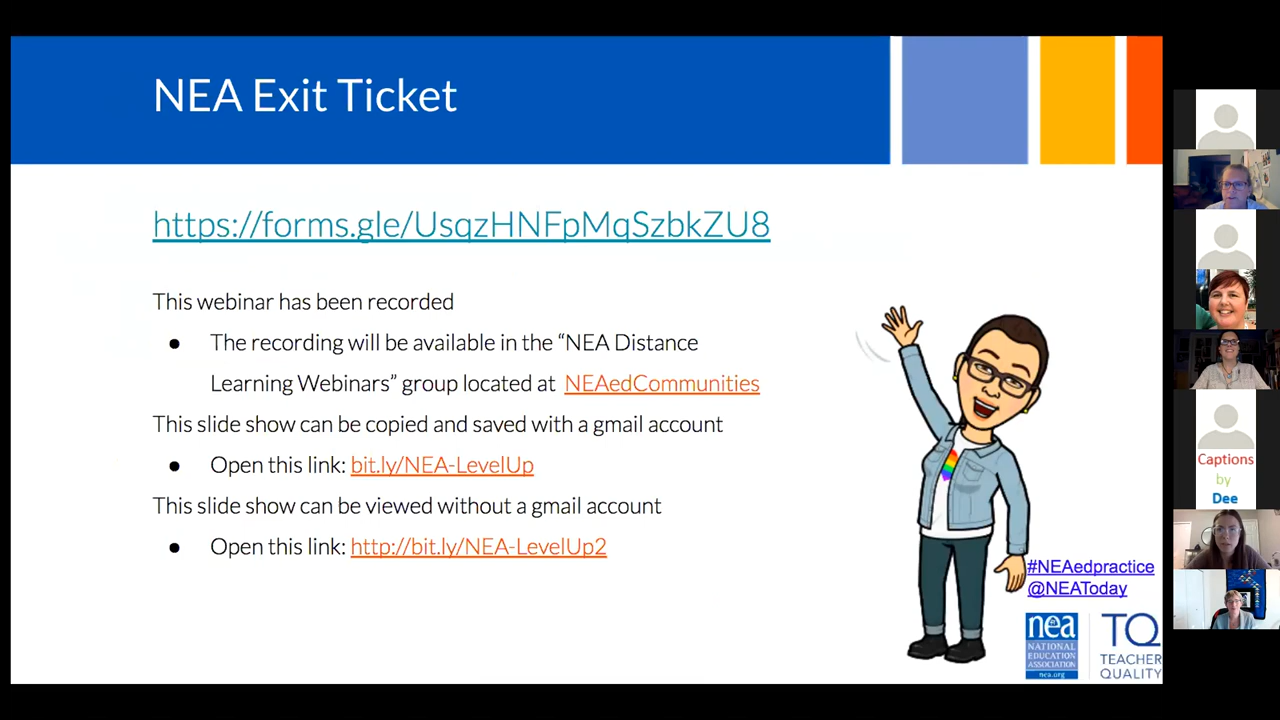 NEA Exit Ticket
https://forms.gle/UsqzHNFpMqSzbkZU8
This webinar has been recorded
● The recording will be available in the “NEA Distance
Learning Webinars” group located at NEAedCommunities
This slide show can be copied and saved with a gmail account
● Open this link: bit.ly/NEA-LevelUp
This slide show can be viewed without a gmail account
● Open this link: http://bit.ly/NEA-LevelUp2
#NEAedpractice
@NEAToday
nea
NATIONAL
EDUCATION
ASSOCIATION
nea.org
TQ
TEACHER
QUALITY
Captions
by
Dee